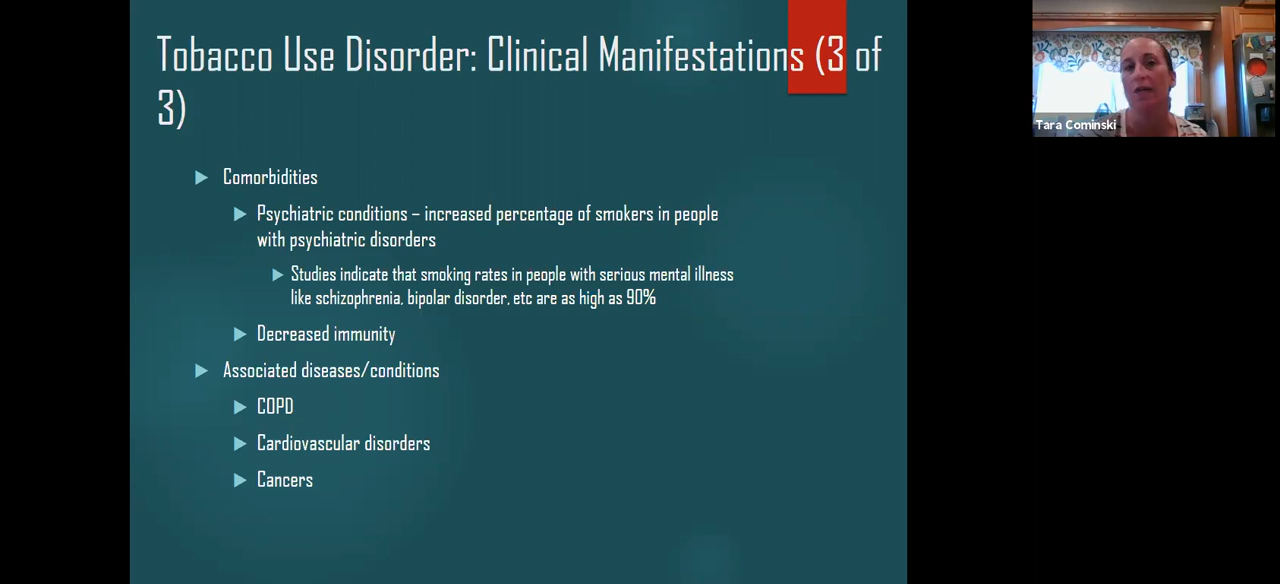 Tobacco Use Disorder: Clinical Manifestations (3 of
3)
Comorbidities
Psychiatric conditions – increased percentage of smokers in people
with psychiatric disorders
Studies indicate that smoking rates in people with serious mental illness
like schizophrenia, bipolar disorder, etc are as high as 90%
Decreased immunity
Associated diseases/conditions
COPD
Cardiovascular disorders
Cancers
Tara Cominski